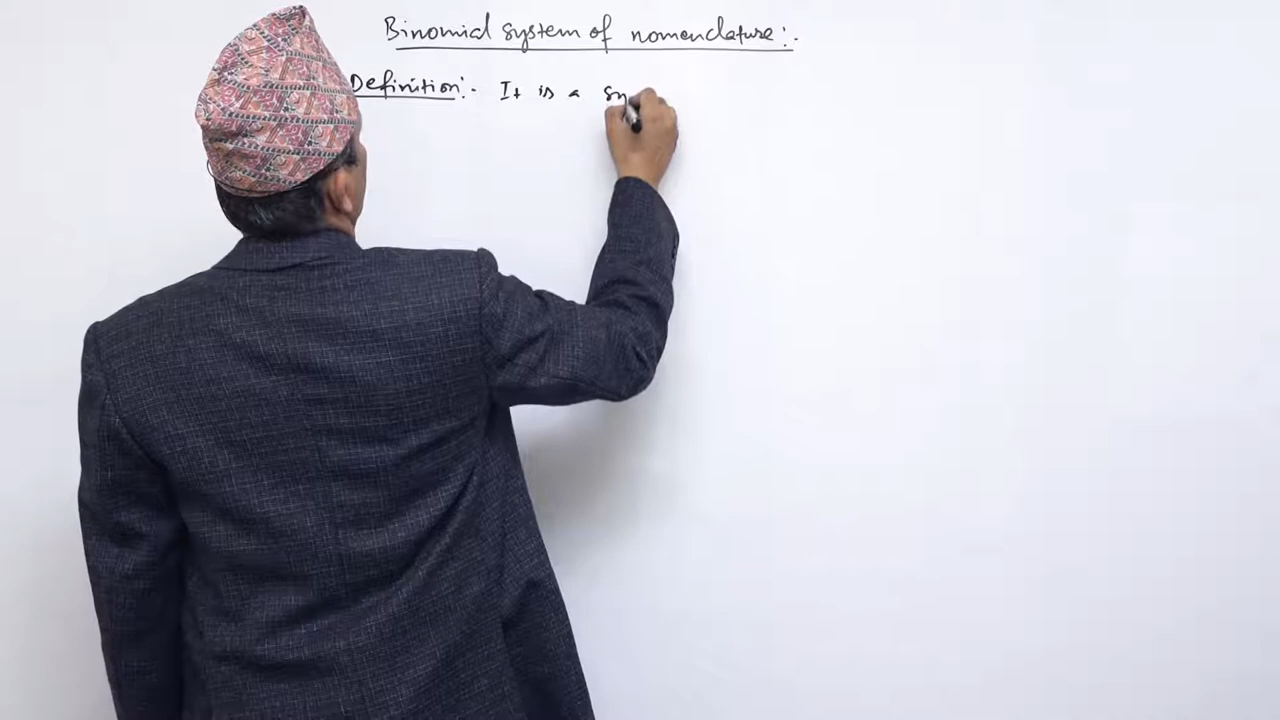 Binomial system of nomenclature:-
Definition:- It is a sy